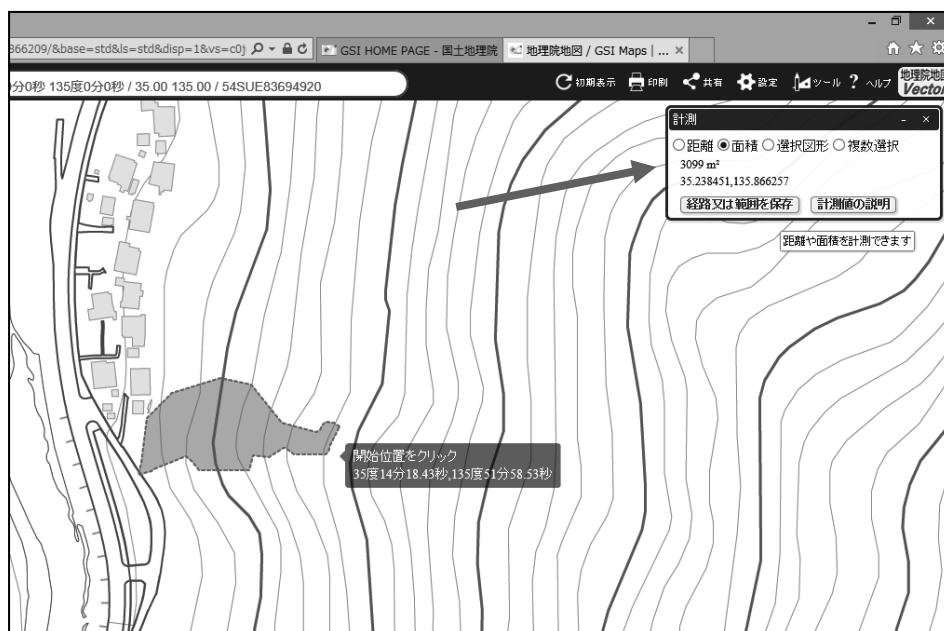 866209/&base=std&ls=std&disp=1&vs=c0j
GSI HOME PAGE - 国土地理院
地理院地図 / GSI Maps | ...
分0秒 135度0分0秒 / 35.00 135.00 / 54SUE83694920
初期表示 印刷 共有 設定 ツール ? ヘルプ
地理院地図
Vector
計測
距離 面積 選択図形 複数選択
3099 m²
35.238451,135.866257
経路又は範囲を保存 計測値の説明
距離や面積を計測できます
開始位置をクリック
35度14分18.43秒,135度51分58.53秒